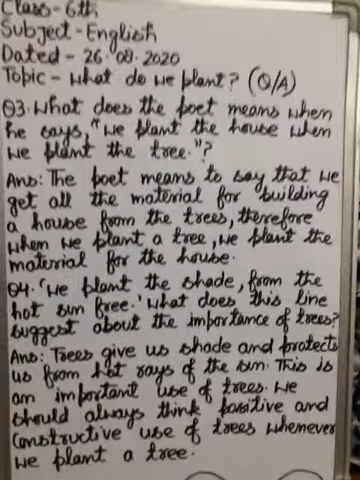 Class-6th
Subject-English
Dated - 26.08.2020
Topic - What do we plant? (Q/A)
Q3. What does the poet means when
he says, "We plant the house when
we plant the tree."?
Ans: The poet means to say that we
get all the material for building
a house from the trees, therefore
when we plant a tree, we plant the
material for the house.
Q4. 'We plant the shade, from the
hot sun free.' What does this line
suggest about the importance of trees?
Ans: Trees give us shade and protects
us from hot rays of the sun. This is
an important use of trees. We
should always think positive and
constructive use of trees whenever
we plant a tree.